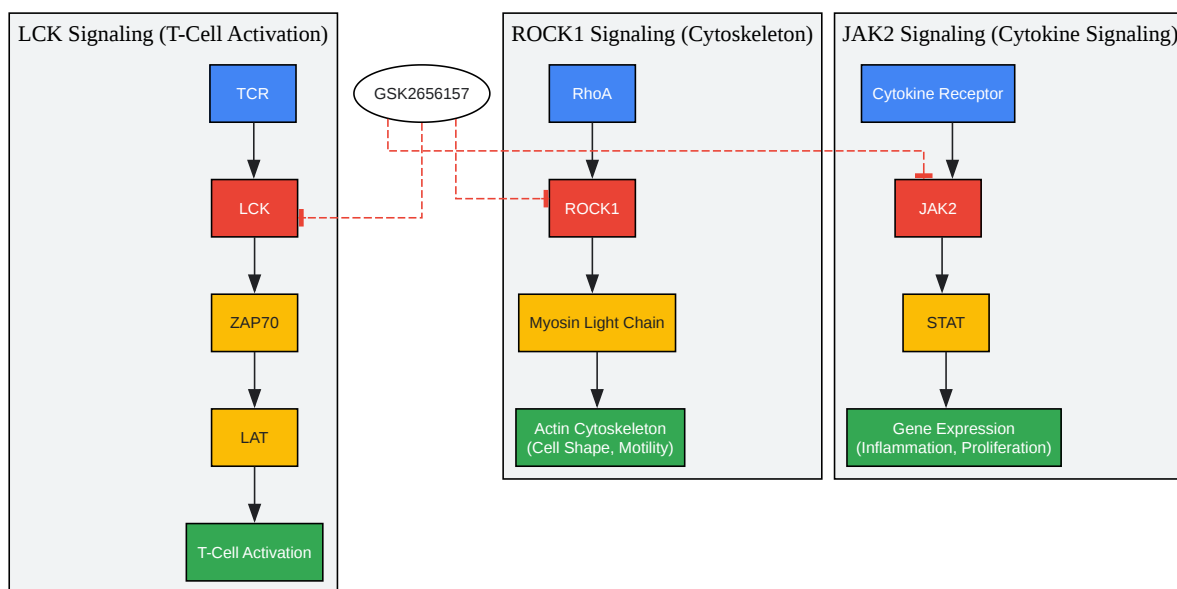 LCK Signaling (T-Cell Activation)
TCR
LCK
ZAP70
LAT
T-Cell Activation
GSK2656157
ROCK1 Signaling (Cytoskeleton)
RhoA
ROCK1
Myosin Light Chain
Actin Cytoskeleton
(Cell Shape, Motility)
JAK2 Signaling (Cytokine Signaling)
Cytokine Receptor
JAK2
STAT
Gene Expression
(Inflammation, Proliferation)